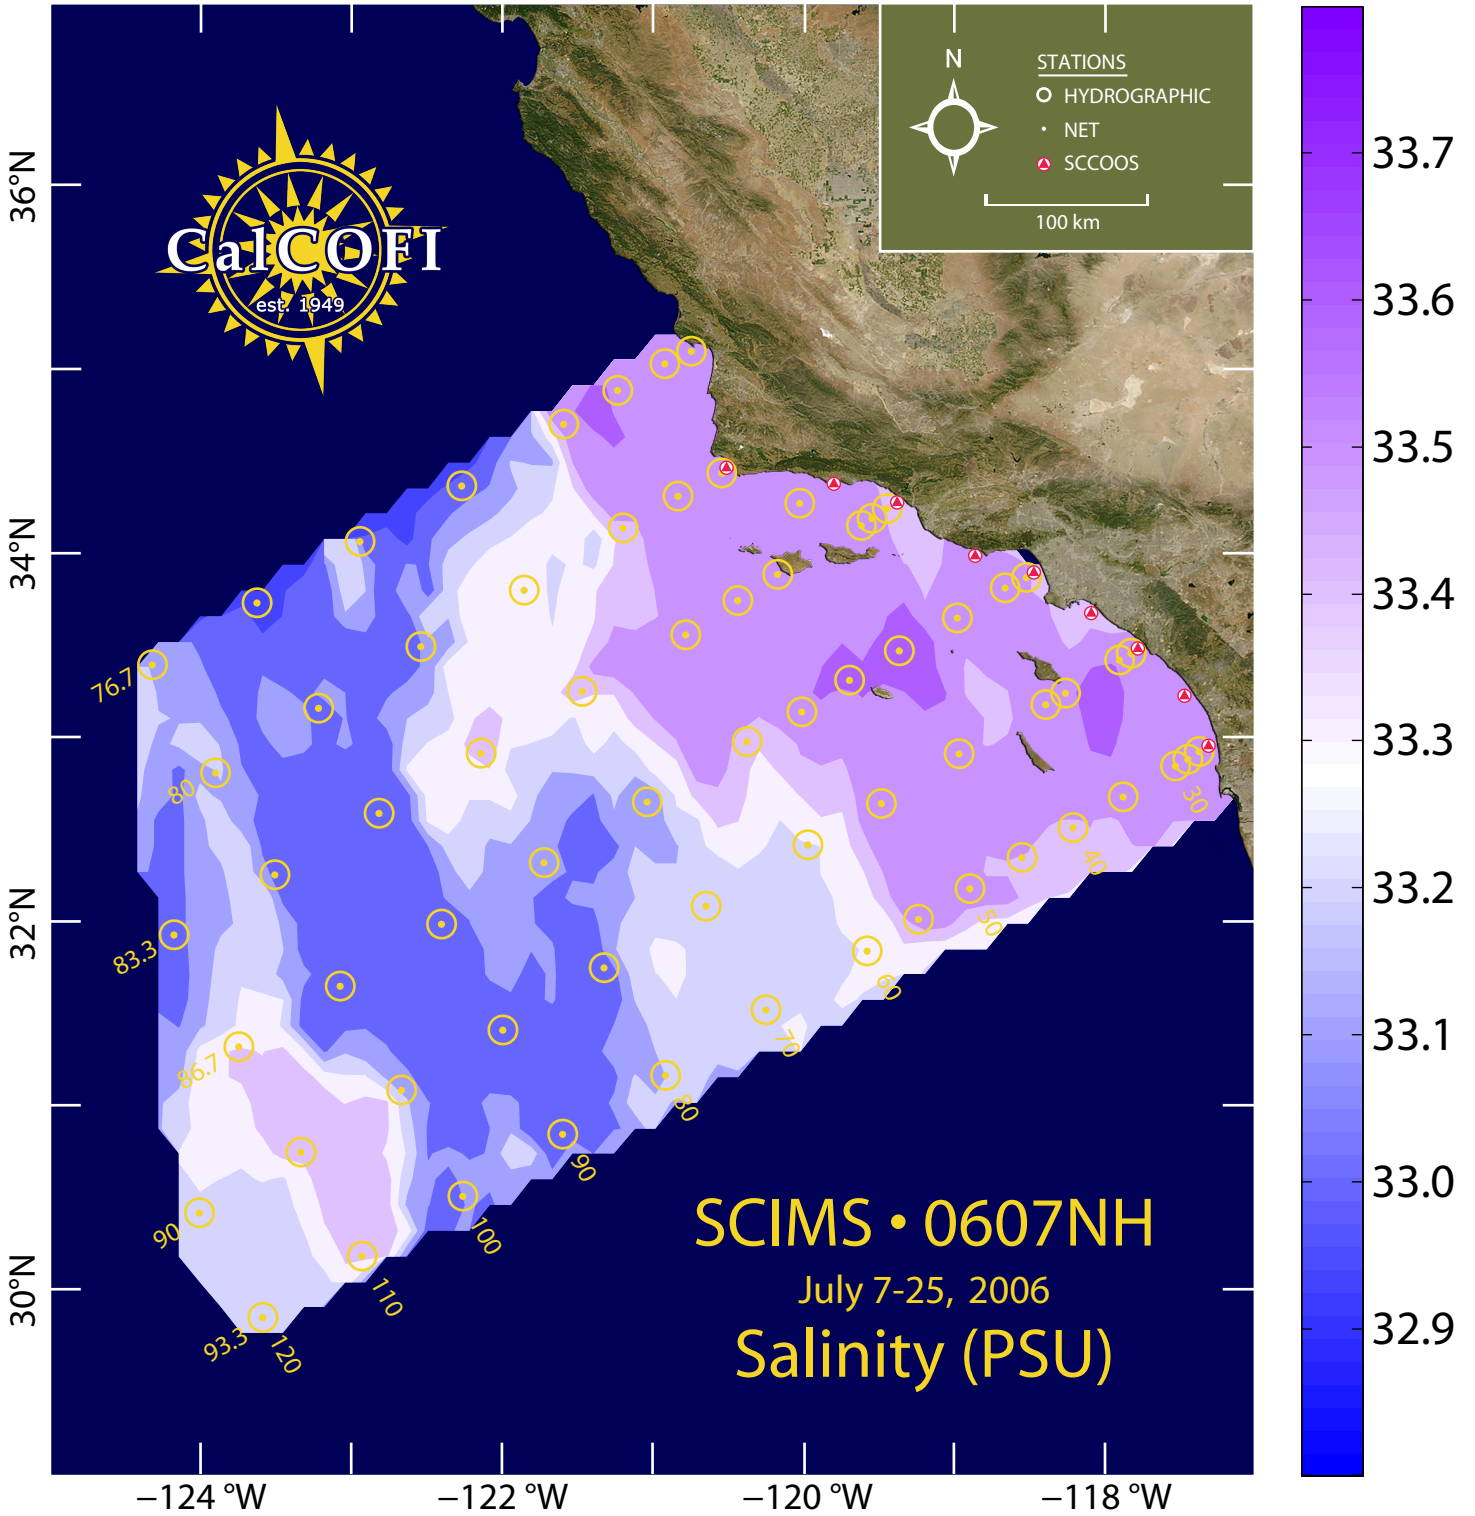 N
STATIONS
HYDROGRAPHIC
NET
SCCOOS
100 km
CalCOFI
est. 1949
36°N
34°N
32°N
30°N
76.7
80
83.3
86.7
90
93.3
30
40
50
60
70
80
90
100
110
120
SCIMS • 0607NH
July 7-25, 2006
Salinity (PSU)
−124 °W
−122 °W
−120 °W
−118 °W
33.7
33.6
33.5
33.4
33.3
33.2
33.1
33.0
32.9